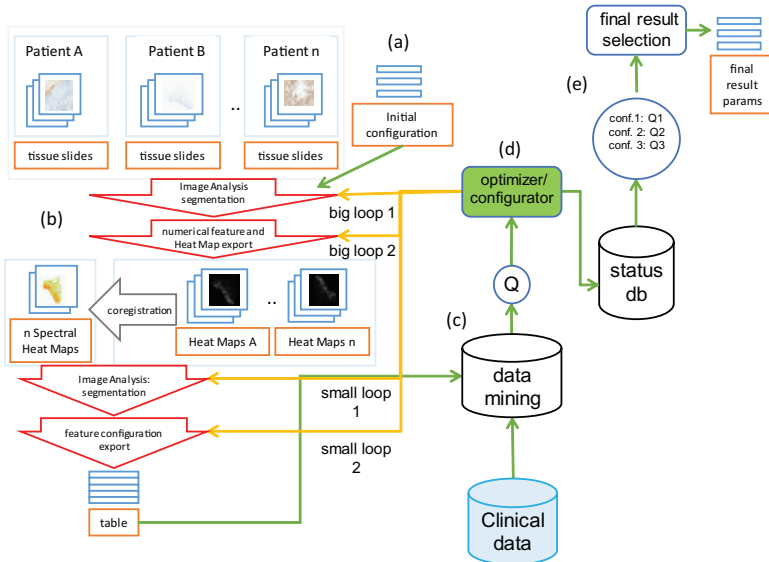 Patient A
Patient B
Patient n
..
tissue slides
tissue slides
tissue slides
(a)
Initial
configuration
final result
selection
final
result
params
(e)
conf.1: Q1
conf. 2: Q2
conf. 3: Q3
(d)
optimizer/
configurator
Image Analysis
segmentation
big loop 1
(b)
numerical feature and
Heat Map export
big loop 2
status
db
Q
n Spectral
Heat Maps
coregistration
..
Heat Maps A
Heat Maps n
(c)
data
mining
Image Analysis:
segmentation
small loop
1
feature configuration
export
small loop
2
table
Clinical
data